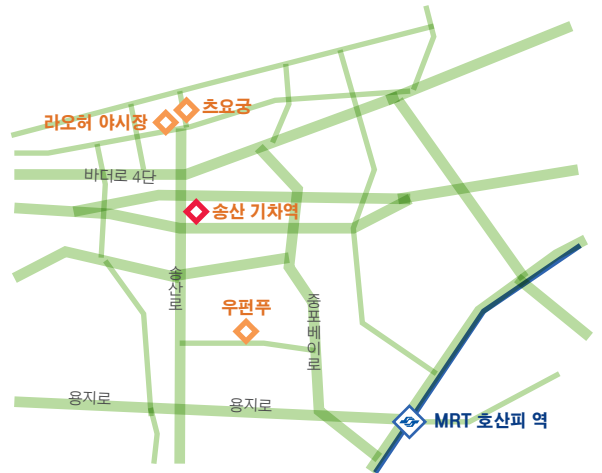 츠요궁
라오허 야시장
바더로 4단
송산 기차역
송산로
우펀푸
중포베이로
용지로
용지로
MRT 호산피 역